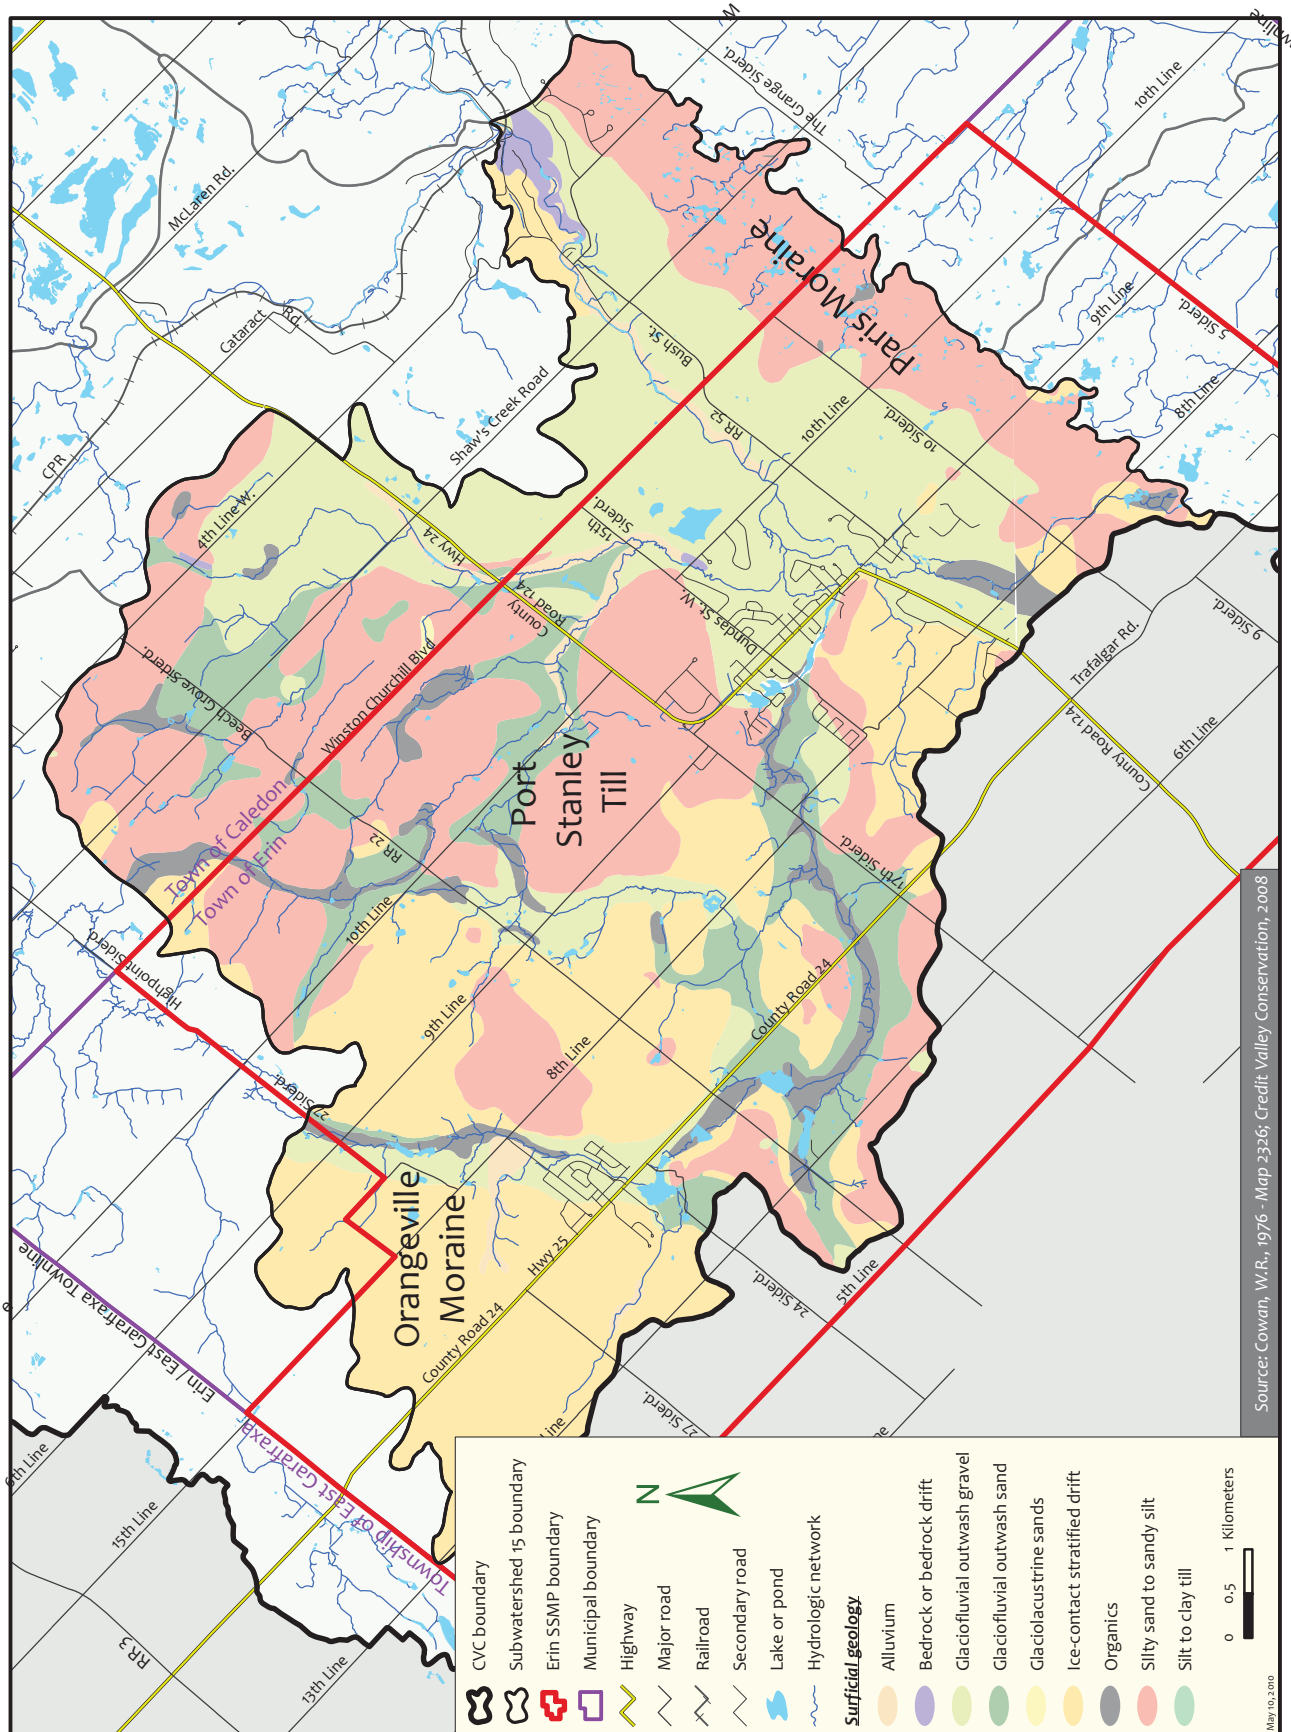 The Grange Siderd.
10th Line
McLaren Rd.
Cataract
Rd.
CPR
Shaw's Creek Road
Bush St.
RR 52
10th Line
10 Siderd.
9th Line
5 Siderd.
8th Line
Paris Moraine
4th Line W.
Hwy 24
15th
Siderd.
County
Road 124
Dundas St. W.
Beech Grove Siderd.
Winston Churchill Blvd
Town of Caledon
Town of Erin
RR 22
10th Line
Port
Stanley
Till
17th Siderd.
Trafalgar Rd.
9 Siderd.
County Road 124
6th Line
Highpoint Siderd.
9th Line
8th Line
County Road 24
27 Siderd.
Orangeville
Moraine
Hwy 25
County Road 24
24 Siderd.
5th Line
27 Siderd.
Line
Erin / East Garafraxa Townline
Township of East Garafraxa
6th Line
15th Line
13th Line
RR 3
N
CVC boundary
Subwatershed 15 boundary
Erin SSMP boundary
Municipal boundary
Highway
Major road
Railroad
Secondary road
Lake or pond
Hydrologic network
Surficial geology
Alluvium
Bedrock or bedrock drift
Glaciofluvial outwash gravel
Glaciofluvial outwash sand
Glaciolacustrine sands
Ice-contact stratified drift
Organics
Silty sand to sandy silt
Silt to clay till
0 0.5 1 Kilometers
May 10, 2010
Source: Cowan, W.R., 1976 - Map 2326; Credit Valley Conservation, 2008